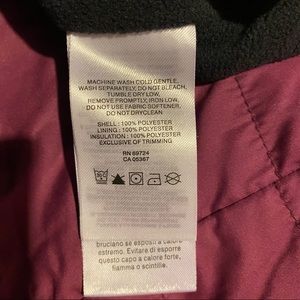 MACHINE WASH COLD GENTLE,
WASH SEPARATELY, DO NOT BLEACH,
TUMBLE DRY LOW,
REMOVE PROMPTLY, IRON LOW,
DO NOT USE FABRIC SOFTENER,
DO NOT DRYCLEAN
SHELL : 100% POLYESTER
LINING : 100% POLYESTER
INSULATION : 100% POLYESTER
EXCLUSIVE OF TRIMMING
RN 69724
CA 05367
bruciano se esposti a calore
estremo. Evitare di esporre
questo capo a calore forte,
fiamma o scintille.